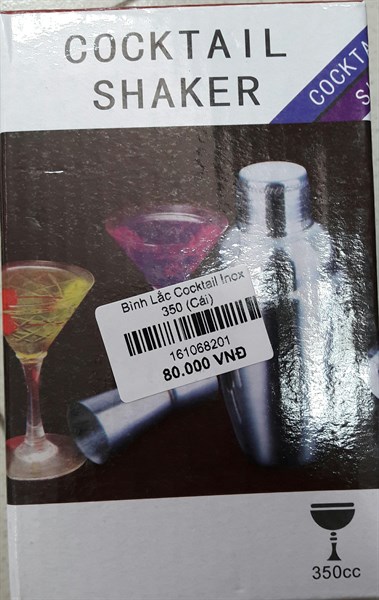 COCKTAIL
SHAKER
COCKTA
S
Bình Lắc Cocktail Inox
350 (Cái)
161068201
80.000 VNĐ
350cc